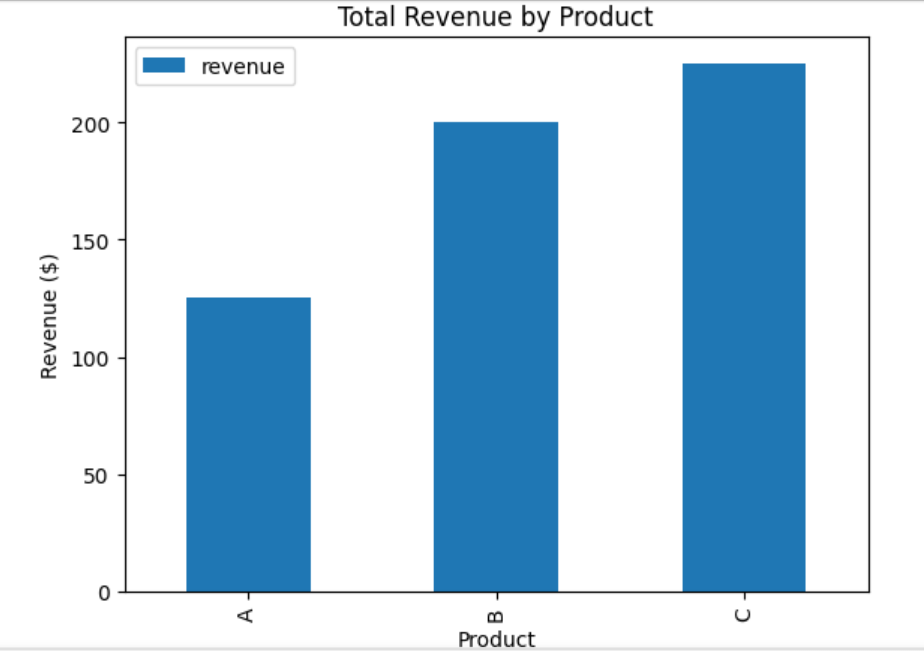 Total Revenue by Product
revenue
Revenue ($)
200
150
100
50
0
A
B
C
Product